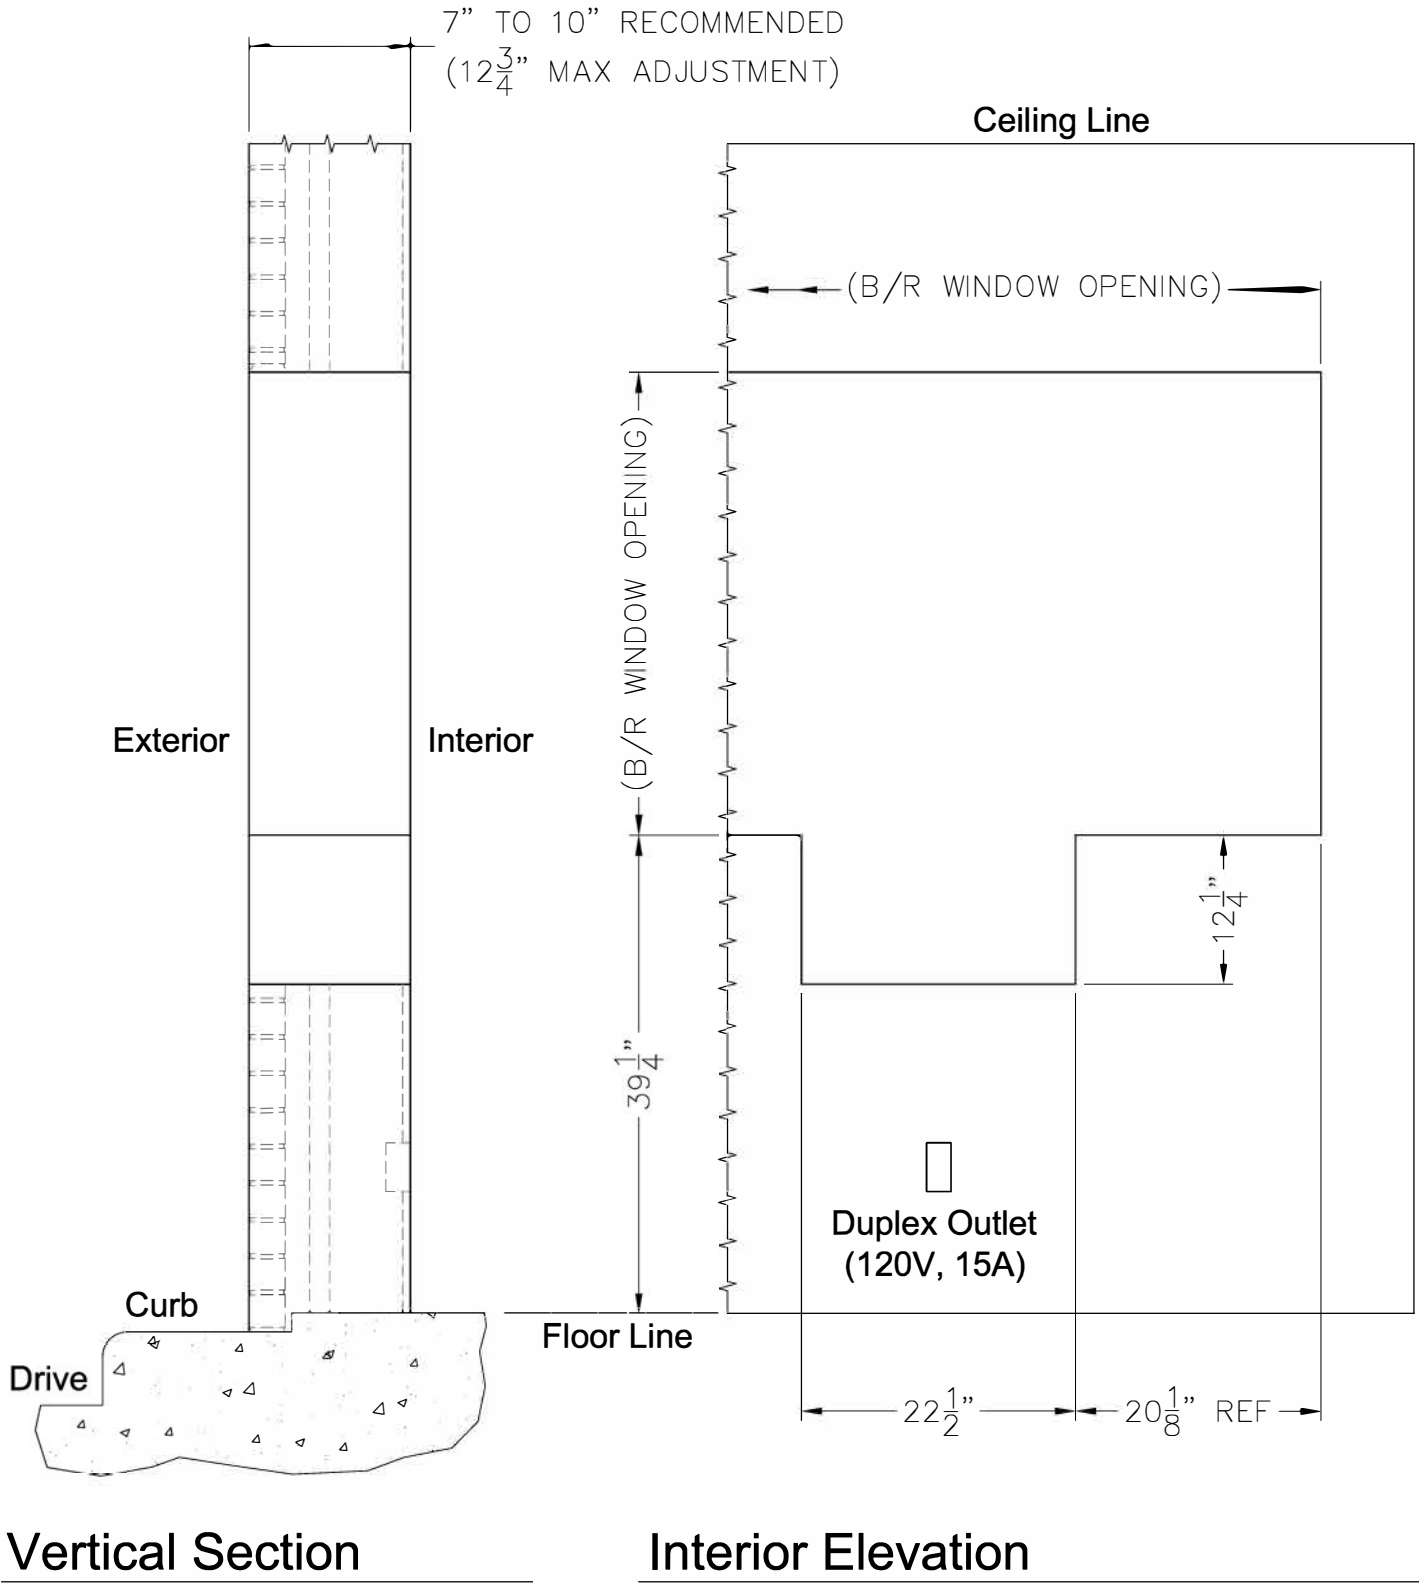 7” TO 10” RECOMMENDED
(12 3/4” MAX ADJUSTMENT)
Ceiling Line
(B/R WINDOW OPENING)
(B/R WINDOW OPENING)
Exterior
Interior
12 1/4”
39 1/4”
Duplex Outlet
(120V, 15A)
Curb
Floor Line
Drive
22 1/2”
20 1/8” REF
Vertical Section
Interior Elevation